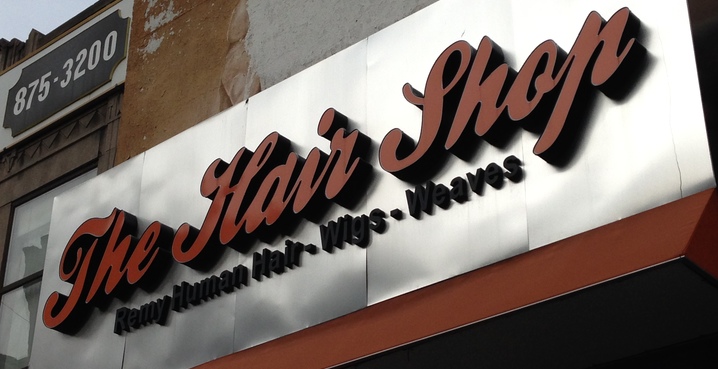 875-3200
The Hair Shop
Remy Human Hair - Wigs - Weaves